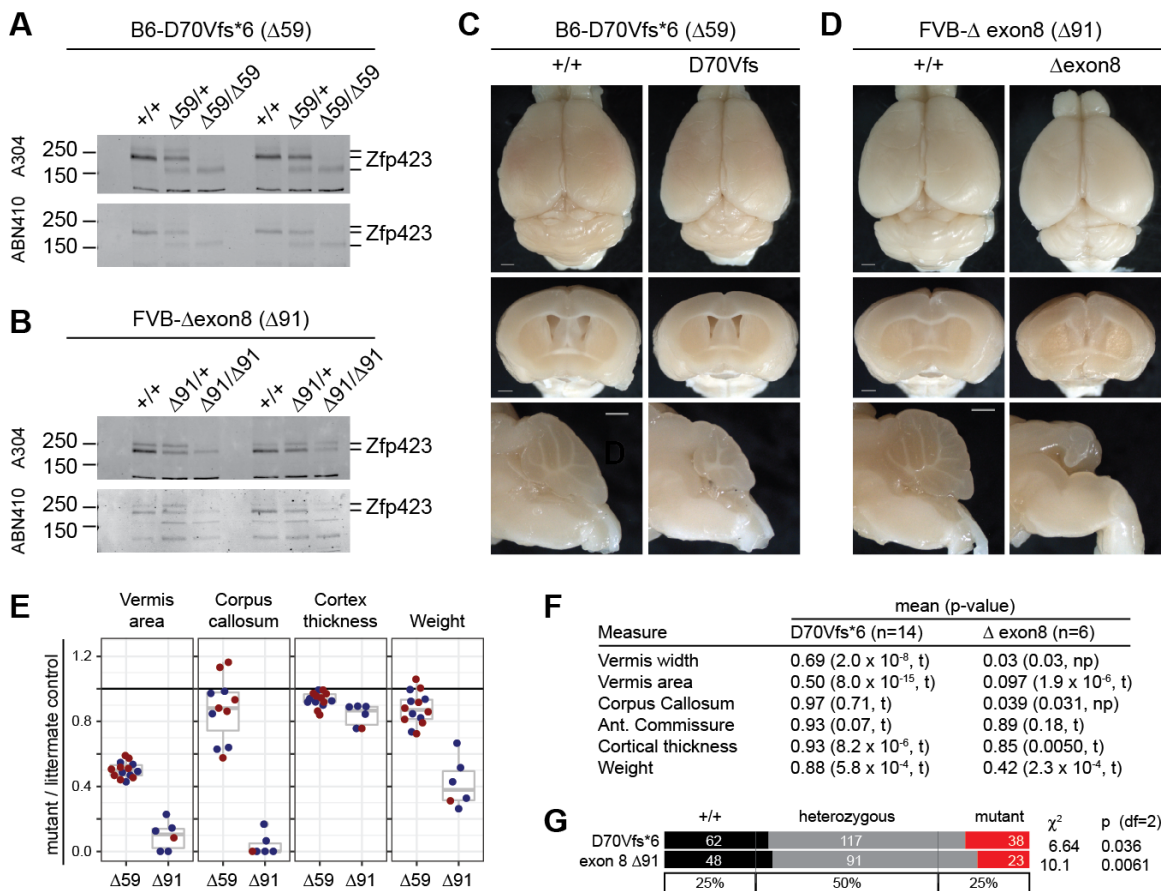 A
B6-D70Vfs*6 (Δ59)
+/+ Δ59/+ Δ59/Δ59 +/+ Δ59/+ Δ59/Δ59
A304
250
150
Zfp423
ABN410
250
150
Zfp423
B
FVB-Δexon8 (Δ91)
+/+ Δ91/+ Δ91/Δ91 +/+ Δ91/+ Δ91/Δ91
A304
250
150
Zfp423
ABN410
250
150
Zfp423
C
B6-D70Vfs*6 (Δ59)
+/+ D70Vfs
D
D
FVB-Δ exon8 (Δ91)
+/+ Δexon8
E
Vermis area
Corpus callosum
Cortex thickness
Weight
mutant / littermate control
1.2
0.8
0.4
0.0
Δ59 Δ91 Δ59 Δ91 Δ59 Δ91 Δ59 Δ91
F
mean (p-value)
Measure D70Vfs*6 (n=14) Δ exon8 (n=6)
Vermis width 0.69 (2.0 x 10-8, t) 0.03 (0.03, np)
Vermis area 0.50 (8.0 x 10-15, t) 0.097 (1.9 x 10-6, t)
Corpus Callosum 0.97 (0.71, t) 0.039 (0.031, np)
Ant. Commissure 0.93 (0.07, t) 0.89 (0.18, t)
Cortical thickness 0.93 (8.2 x 10-6, t) 0.85 (0.0050, t)
Weight 0.88 (5.8 x 10-4, t) 0.42 (2.3 x 10-4, t)
G
+/+ heterozygous mutant χ2 p (df=2)
D70Vfs*6 62 117 38 6.64 0.036
exon 8 Δ91 48 91 23 10.1 0.0061
25% 50% 25%